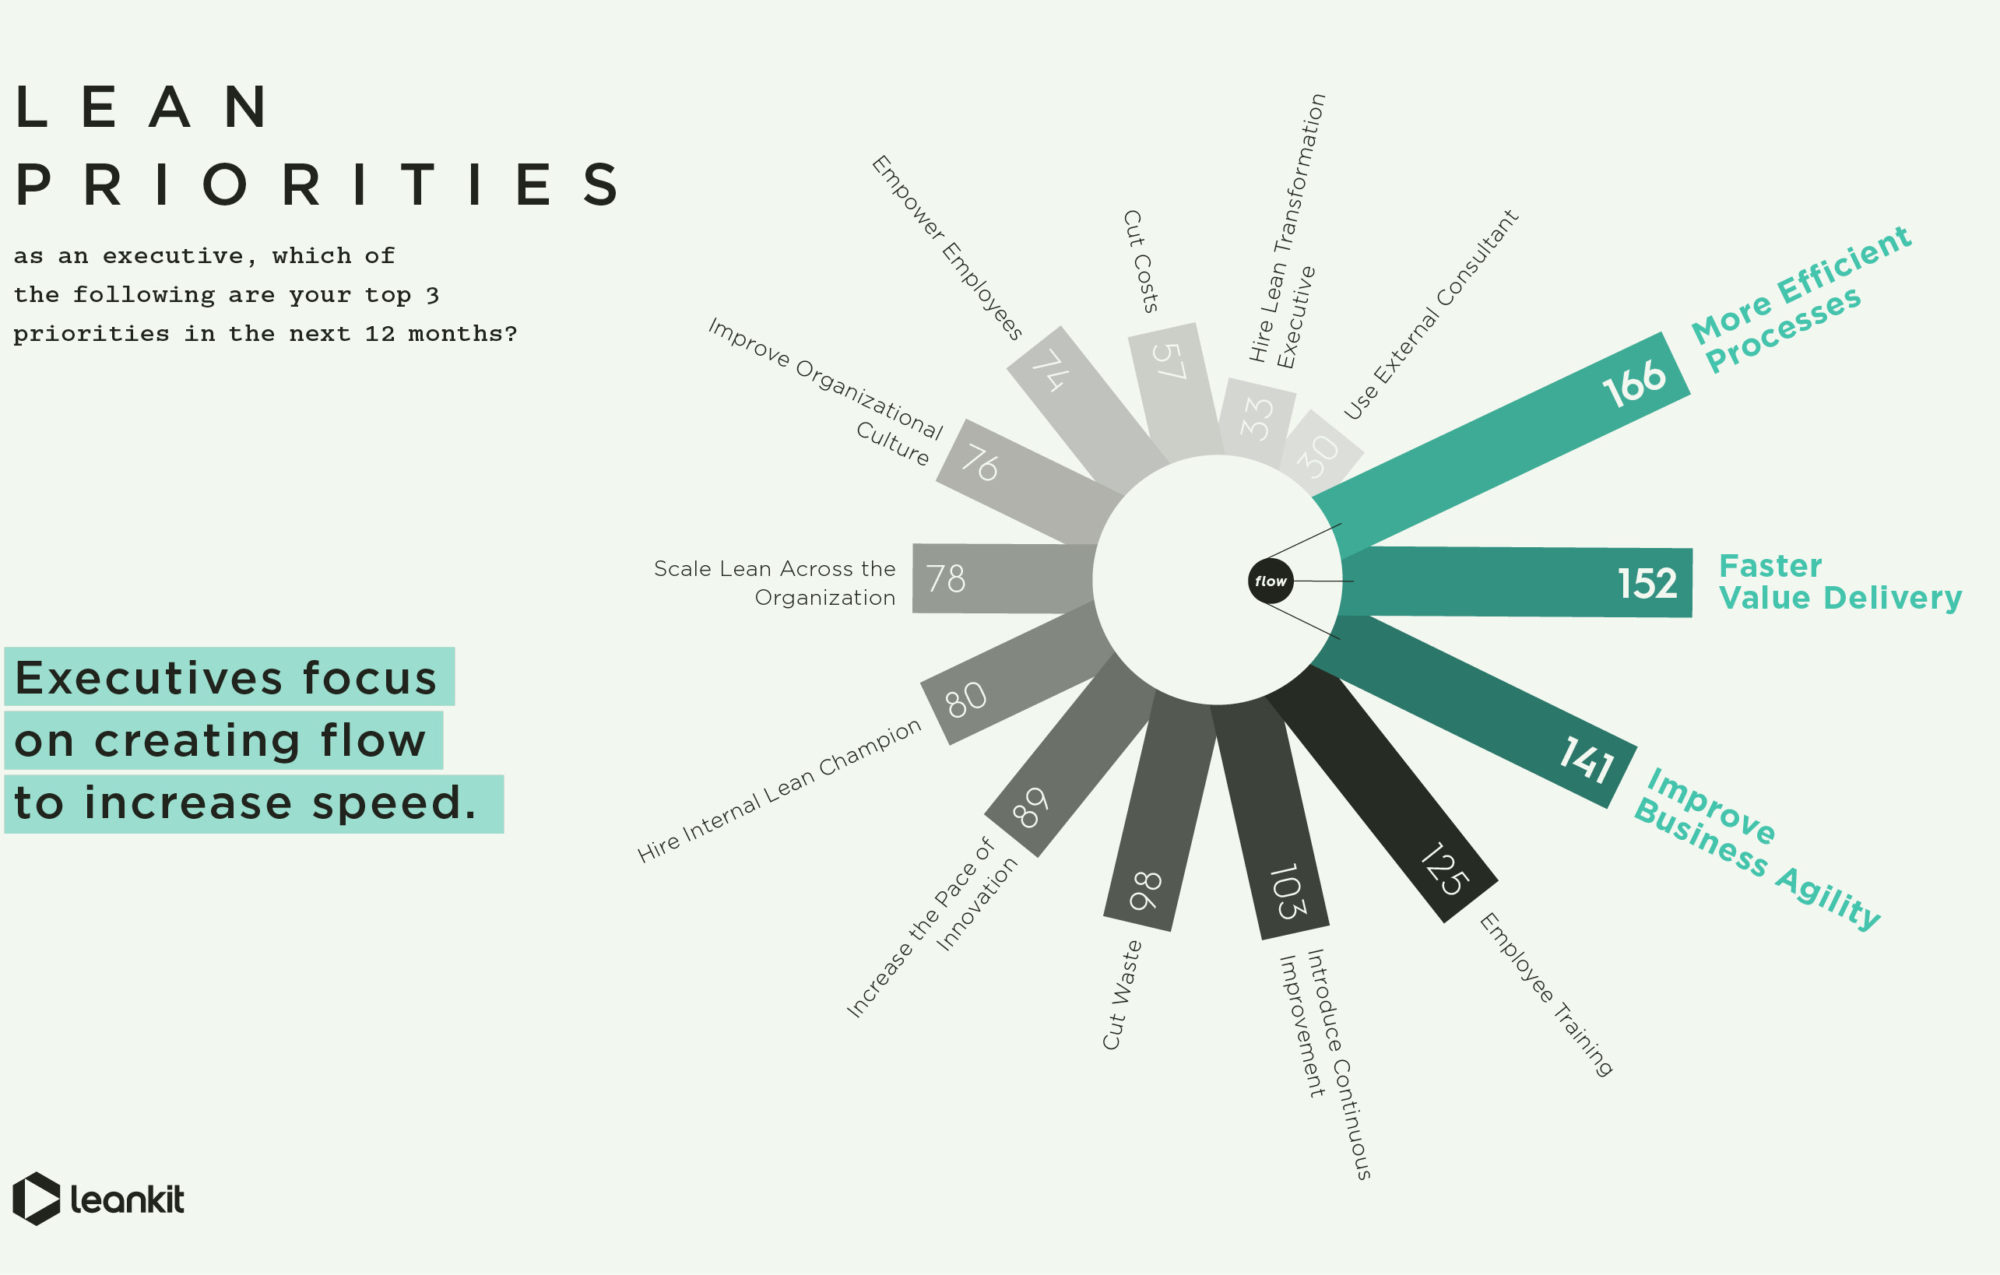 LEAN
PRIORITIES
as an executive, which of
the following are your top 3
priorities in the next 12 months?
Executives focus
on creating flow
to increase speed.
leankit
flow
166
More Efficient
Processes
152
Faster
Value Delivery
141
Improve
Business Agility
125
Employee Training
103
Introduce Continuous
Improvement
98
Cut Waste
89
Increase the Pace of
Innovation
80
Hire Internal Lean Champion
78
Scale Lean Across the
Organization
76
Improve Organizational
Culture
74
Empower Employees
57
Cut Costs
33
Hire Lean Transformation
Executive
30
Use External Consultant